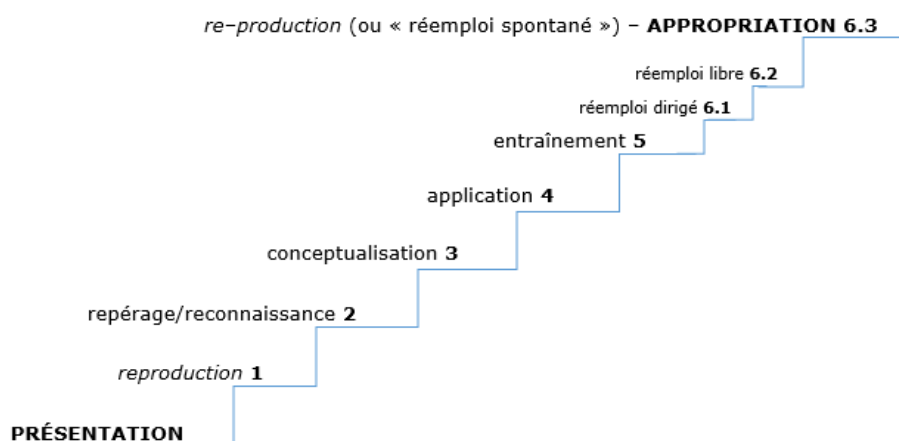 re–production (ou « réemploi spontané ») – APPROPRIATION 6.3
réemploi libre 6.2
réemploi dirigé 6.1
entraînement 5
application 4
conceptualisation 3
repérage/reconnaissance 2
reproduction 1
PRÉSENTATION